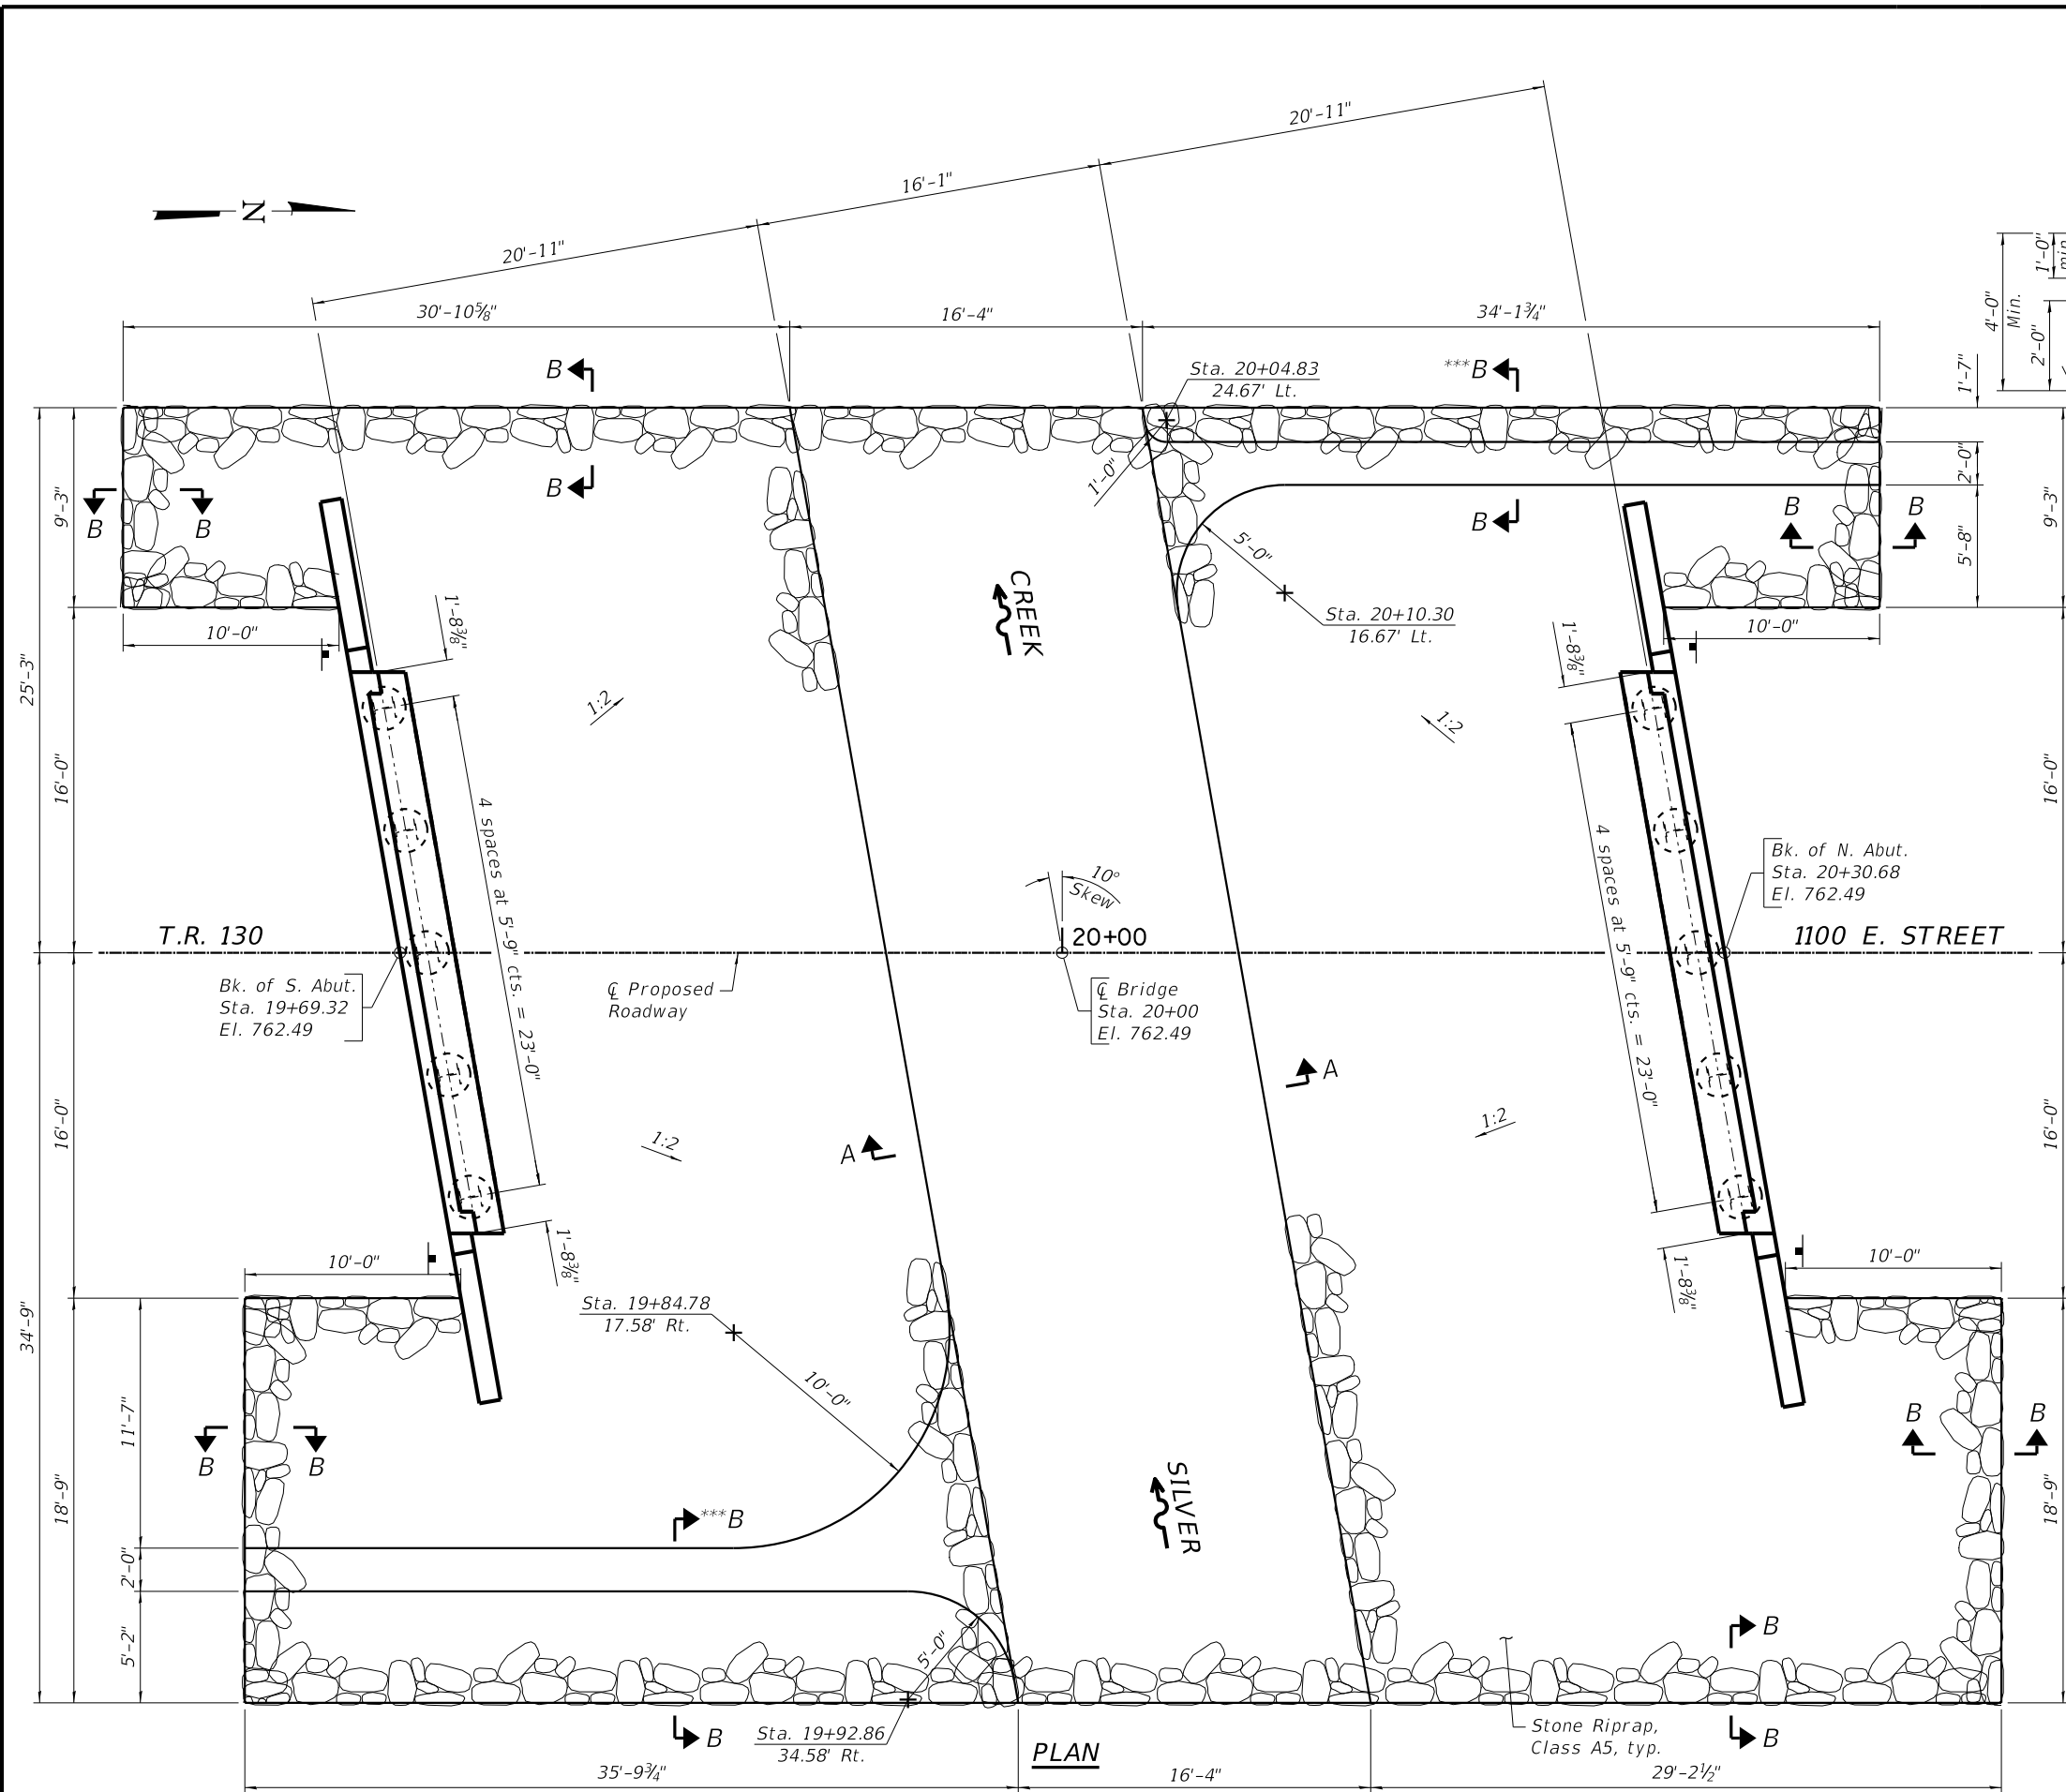 20'-11"
16'-1"
20'-11"
N
30'-10⅝"
16'-4"
34'-1¾"
4'-0"
Min.
1'-0"
min
2'-0"
1'-7"
B
B
***B
B
Sta. 20+04.83
24.67' Lt.
1'-0"
9'-3"
B
B
2'-0"
B
B
9'-3"
5'-8"
5'-0"
Sta. 20+10.30
16.67' Lt.
CREEK
10'-0"
10'-0"
1'-8⅜"
1'-8⅜"
25'-3"
1:2
1:2
16'-0"
16'-0"
4 spaces at 5'-9" cts. = 23'-0"
4 spaces at 5'-9" cts. = 23'-0"
10°
Skew
Bk. of N. Abut.
Sta. 20+30.68
El. 762.49
T.R. 130
20+00
1100 E. STREET
Bk. of S. Abut.
Sta. 19+69.32
El. 762.49
℄ Proposed
Roadway
℄ Bridge
Sta. 20+00
El. 762.49
16'-0"
16'-0"
A
A
1:2
1:2
1'-8⅜"
1'-8⅜"
10'-0"
10'-0"
34'-9"
Sta. 19+84.78
17.58' Rt.
10'-0"
11'-7"
B
B
B
B
18'-9"
18'-9"
SILVER
***B
2'-0"
5'-2"
5'-0"
B
B
Sta. 19+92.86
34.58' Rt.
PLAN
Stone Riprap,
Class A5, typ.
B
35'-9¾"
16'-4"
29'-2½"